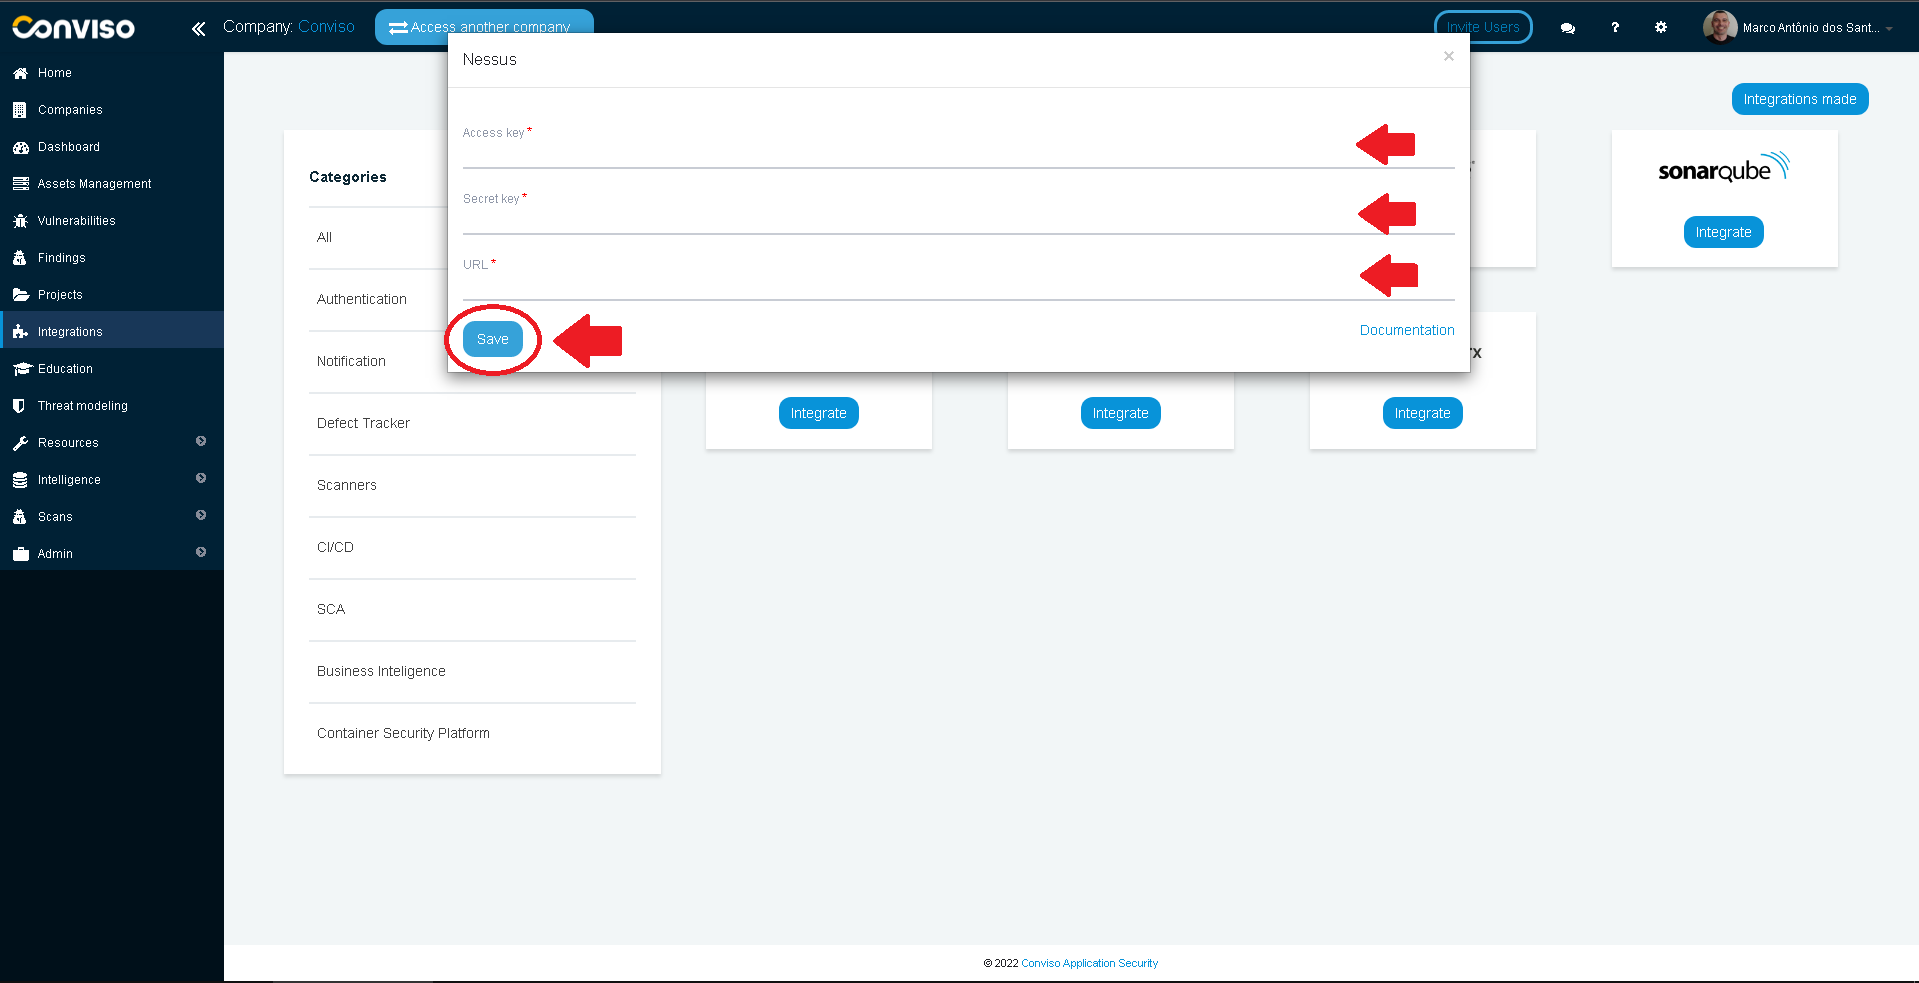 Conviso
Company: Conviso
Access another company
Invite Users
?
Marco Antônio dos Sant...
Home
Companies
Dashboard
Assets Management
Vulnerabilities
Findings
Projects
Integrations
Education
Threat modeling
Resources
Intelligence
Scans
Admin
Nessus
×
Access key *
Secret key *
URL *
Save
Documentation
Integrations made
Categories
All
Authentication
Notification
Defect Tracker
Scanners
CI/CD
SCA
Business Inteligence
Container Security Platform
sonarqube
Integrate
Integrate
Integrate
Integrate
© 2022 Conviso Application Security